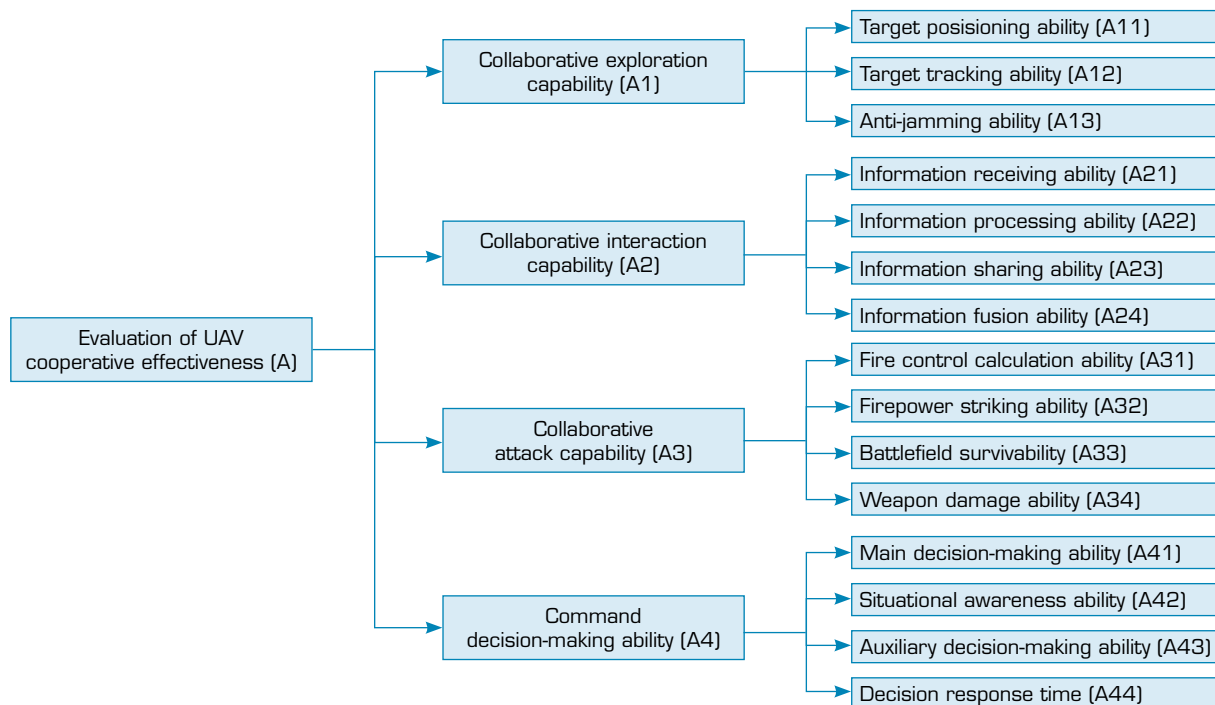 Evaluation of UAV
cooperative effectiveness (A)
Collaborative exploration
capability (A1)
Target posisioning ability (A11)
Target tracking ability (A12)
Anti-jamming ability (A13)
Collaborative interaction
capability (A2)
Information receiving ability (A21)
Information processing ability (A22)
Information sharing ability (A23)
Information fusion ability (A24)
Collaborative
attack capability (A3)
Fire control calculation ability (A31)
Firepower striking ability (A32)
Battlefield survivability (A33)
Weapon damage ability (A34)
Command
decision-making ability (A4)
Main decision-making ability (A41)
Situational awareness ability (A42)
Auxiliary decision-making ability (A43)
Decision response time (A44)